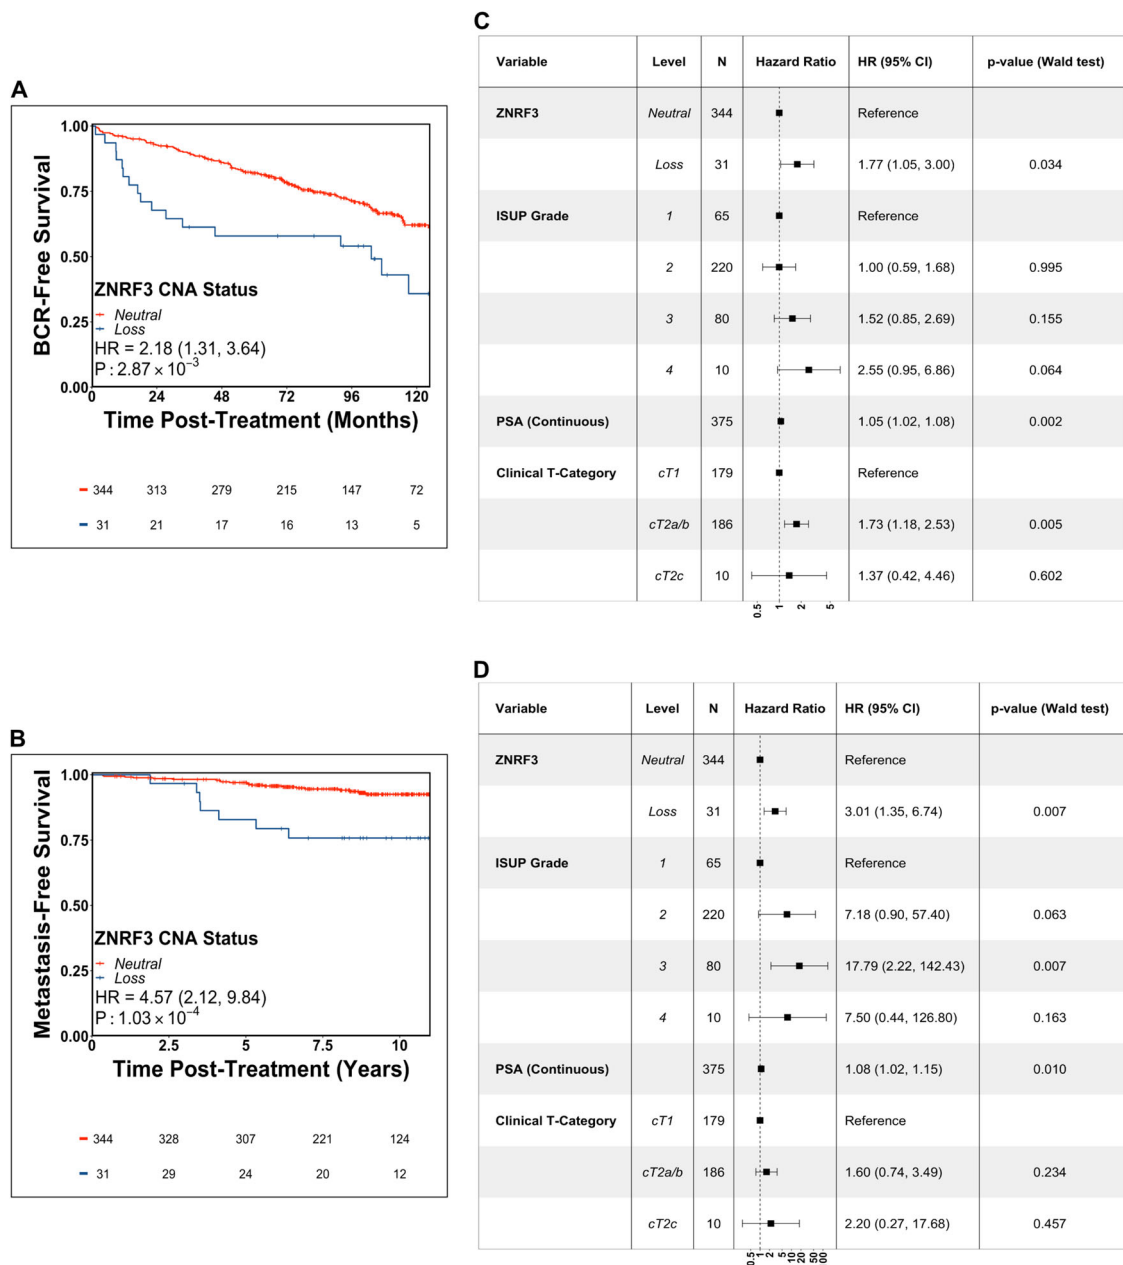 A
1.00
0.75
0.50
0.25
0.00
BCR-Free Survival
ZNRF3 CNA Status
Neutral
Loss
HR = 2.18 (1.31, 3.64)
P : 2.87 × 10⁻³
0 24 48 72 96 120
Time Post-Treatment (Months)
344 313 279 215 147 72
31 21 17 16 13 5
C
Variable Level N Hazard Ratio HR (95% CI) p-value (Wald test)
ZNRF3 Neutral 344 Reference
Loss 31 1.77 (1.05, 3.00) 0.034
ISUP Grade 1 65 Reference
2 220 1.00 (0.59, 1.68) 0.995
3 80 1.52 (0.85, 2.69) 0.155
4 10 2.55 (0.95, 6.86) 0.064
PSA (Continuous) 375 1.05 (1.02, 1.08) 0.002
Clinical T-Category cT1 179 Reference
cT2a/b 186 1.73 (1.18, 2.53) 0.005
cT2c 10 1.37 (0.42, 4.46) 0.602
0.5 1 2 5
B
1.00
0.75
0.50
0.25
0.00
Metastasis-Free Survival
ZNRF3 CNA Status
Neutral
Loss
HR = 4.57 (2.12, 9.84)
P : 1.03 × 10⁻⁴
0 2.5 5 7.5 10
Time Post-Treatment (Years)
344 328 307 221 124
31 29 24 20 12
D
Variable Level N Hazard Ratio HR (95% CI) p-value (Wald test)
ZNRF3 Neutral 344 Reference
Loss 31 3.01 (1.35, 6.74) 0.007
ISUP Grade 1 65 Reference
2 220 7.18 (0.90, 57.40) 0.063
3 80 17.79 (2.22, 142.43) 0.007
4 10 7.50 (0.44, 126.80) 0.163
PSA (Continuous) 375 1.08 (1.02, 1.15) 0.010
Clinical T-Category cT1 179 Reference
cT2a/b 186 1.60 (0.74, 3.49) 0.234
cT2c 10 2.20 (0.27, 17.68) 0.457
0.5 1 2 5 10 20 50